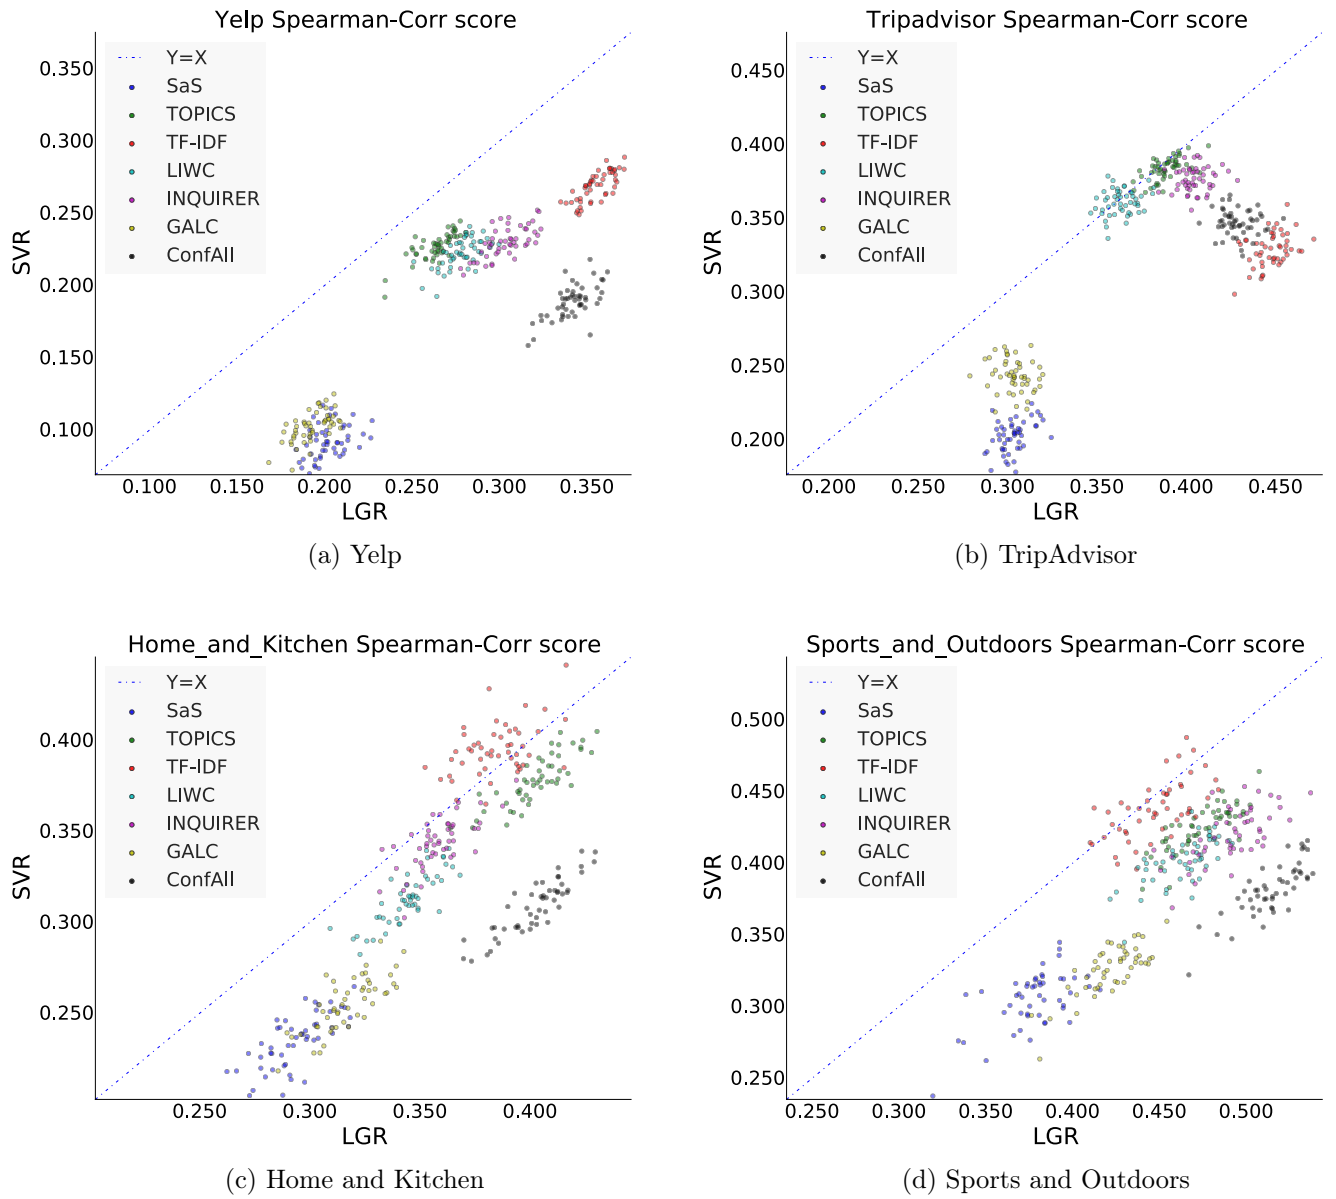 Yelp Spearman-Corr score
Y=X
SaS
TOPICS
TF-IDF
LIWC
INQUIRER
GALC
ConfAll
SVR
0.350
0.300
0.250
0.200
0.150
0.100
0.100 0.150 0.200 0.250 0.300 0.350
LGR
(a) Yelp
Tripadvisor Spearman-Corr score
Y=X
SaS
TOPICS
TF-IDF
LIWC
INQUIRER
GALC
ConfAll
SVR
0.450
0.400
0.350
0.300
0.250
0.200
0.200 0.250 0.300 0.350 0.400 0.450
LGR
(b) TripAdvisor
Home_and_Kitchen Spearman-Corr score
Y=X
SaS
TOPICS
TF-IDF
LIWC
INQUIRER
GALC
ConfAll
SVR
0.400
0.350
0.300
0.250
0.250 0.300 0.350 0.400
LGR
(c) Home and Kitchen
Sports_and_Outdoors Spearman-Corr score
Y=X
SaS
TOPICS
TF-IDF
LIWC
INQUIRER
GALC
ConfAll
SVR
0.500
0.450
0.400
0.350
0.300
0.250
0.250 0.300 0.350 0.400 0.450 0.500
LGR
(d) Sports and Outdoors